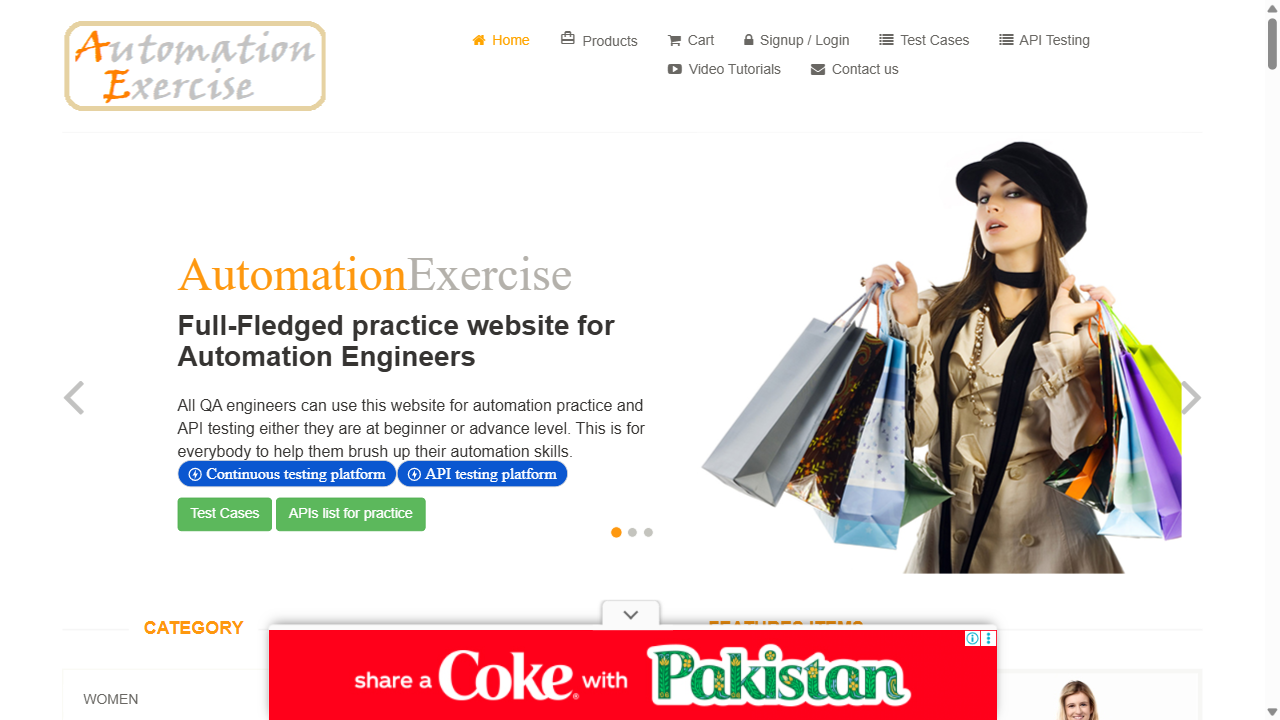 Automation
Exercise
Home Products Cart Signup / Login Test Cases API Testing
Video Tutorials Contact us
AutomationExercise
Full-Fledged practice website for
Automation Engineers
All QA engineers can use this website for automation practice and
API testing either they are at beginner or advance level. This is for
everybody to help them brush up their automation skills.
Continuous testing platform API testing platform
Test Cases APIs list for practice
CATEGORY
FEATURES ITEMS
WOMEN
share a Coke with Pakistan